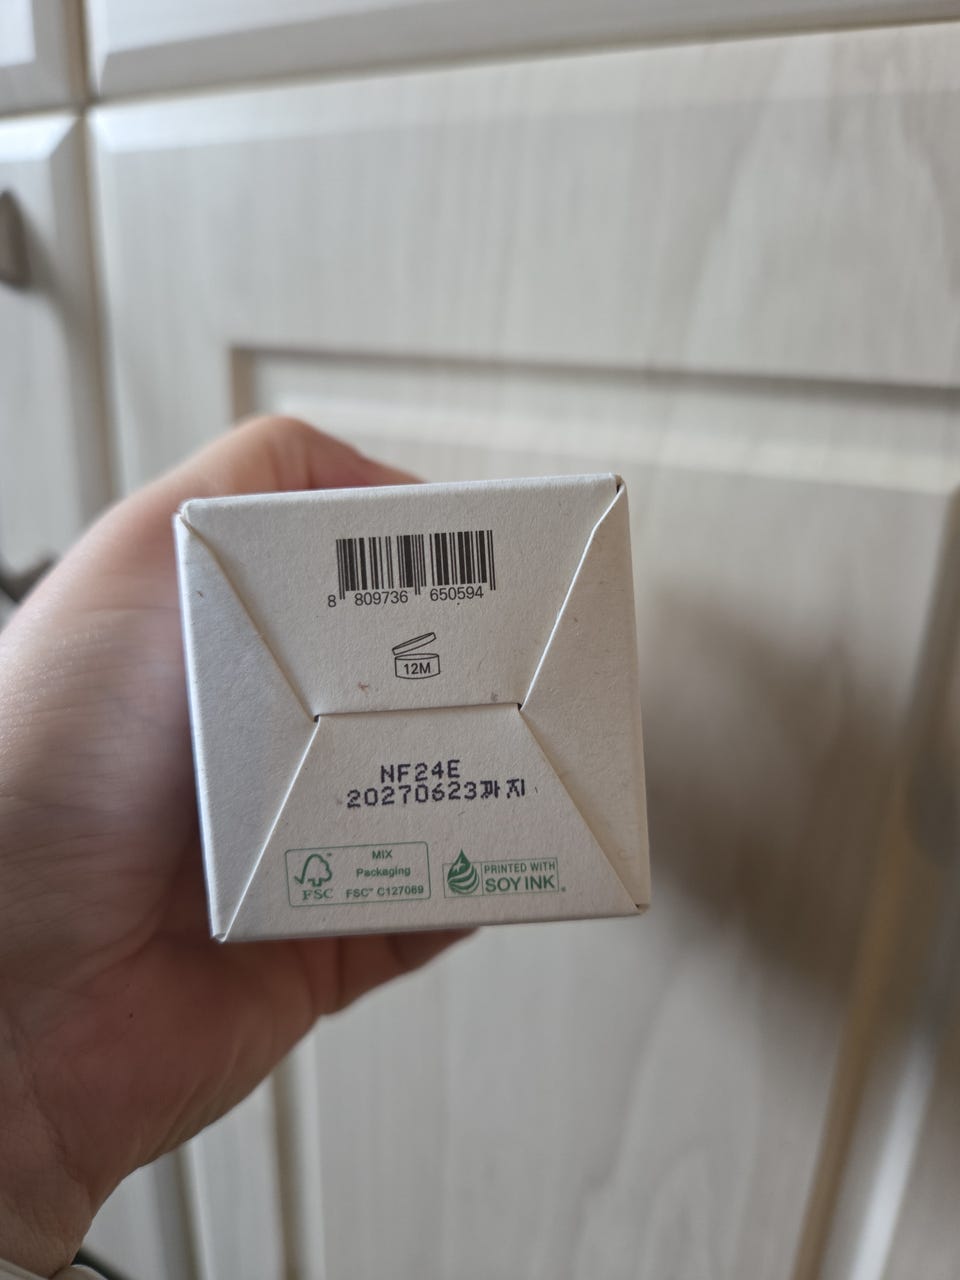 8 809736 650594
12M
NF24E
20270623까지
MIX
Packaging
FSC™ C127069
FSC
PRINTED WITH
SOY INK